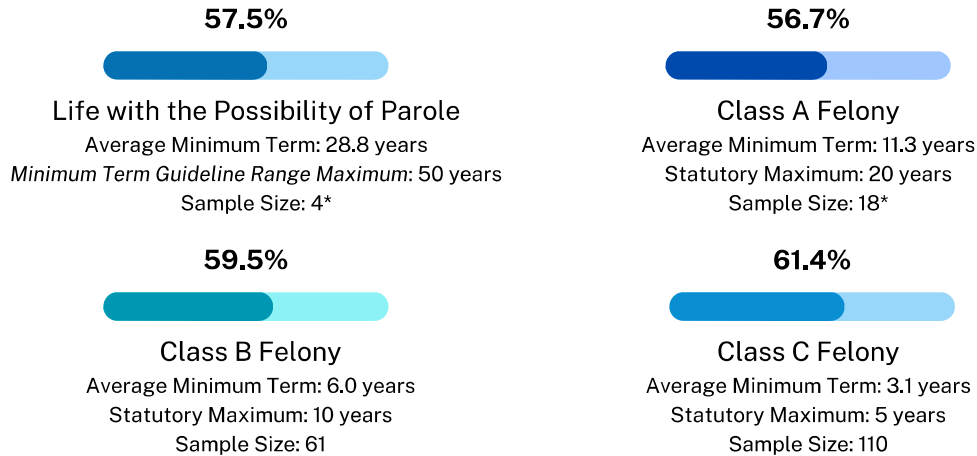 57.5%
Life with the Possibility of Parole
Average Minimum Term: 28.8 years
Minimum Term Guideline Range Maximum: 50 years
Sample Size: 4*
56.7%
Class A Felony
Average Minimum Term: 11.3 years
Statutory Maximum: 20 years
Sample Size: 18*
59.5%
Class B Felony
Average Minimum Term: 6.0 years
Statutory Maximum: 10 years
Sample Size: 61
61.4%
Class C Felony
Average Minimum Term: 3.1 years
Statutory Maximum: 5 years
Sample Size: 110